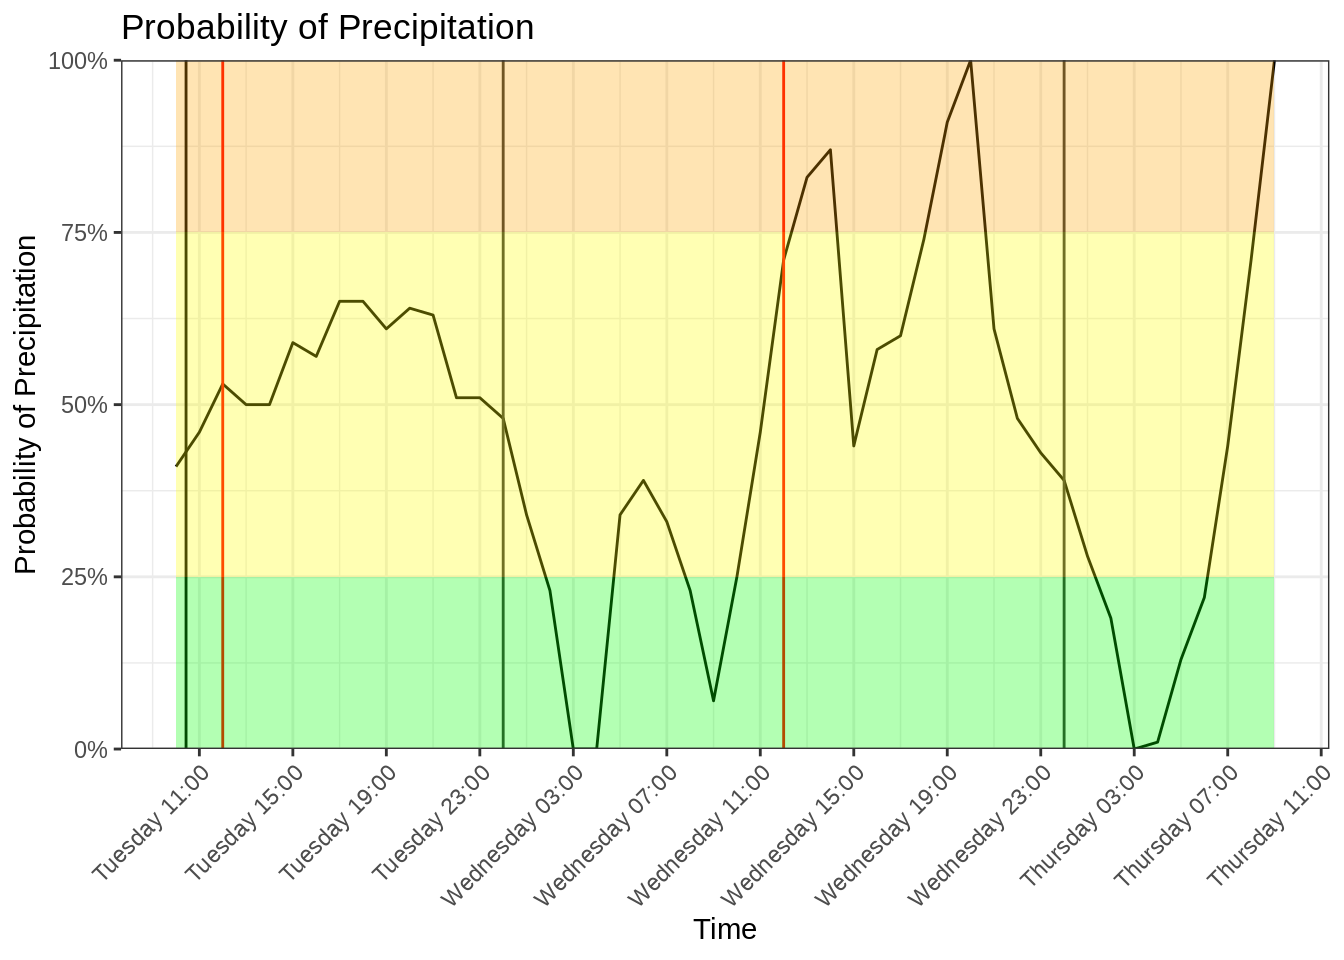 Probability of Precipitation
100%
75%
50%
25%
0%
Probability of Precipitation
Tuesday 11:00
Tuesday 15:00
Tuesday 19:00
Tuesday 23:00
Wednesday 03:00
Wednesday 07:00
Wednesday 11:00
Wednesday 15:00
Wednesday 19:00
Wednesday 23:00
Thursday 03:00
Thursday 07:00
Thursday 11:00
Time